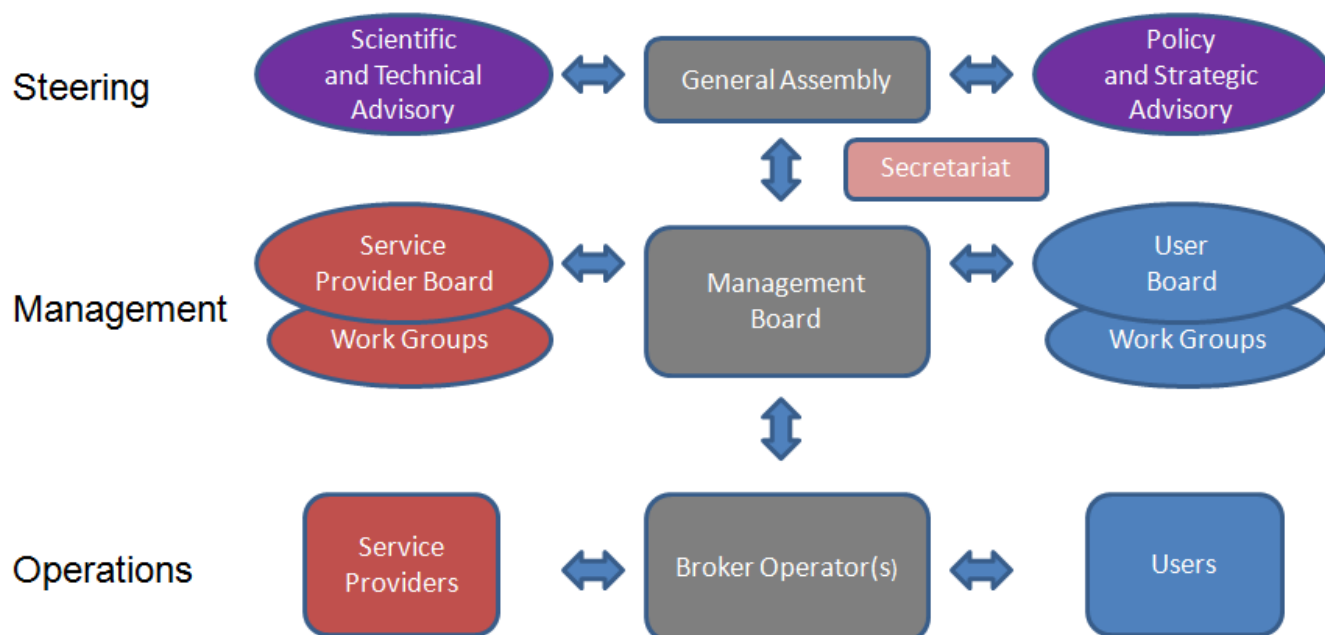 Steering
Scientific
and Technical
Advisory
General Assembly
Policy
and Strategic
Advisory
Secretariat
Management
Service
Provider Board
Work Groups
Management
Board
User
Board
Work Groups
Operations
Service
Providers
Broker Operator(s)
Users